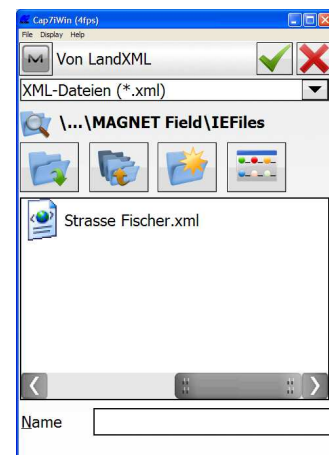 Cap7iWin (4fps)
File Display Help
Von LandXML
XML-Dateien (*.xml)
\...\MAGNET Field\IEFiles
Strasse Fischer.xml
Name